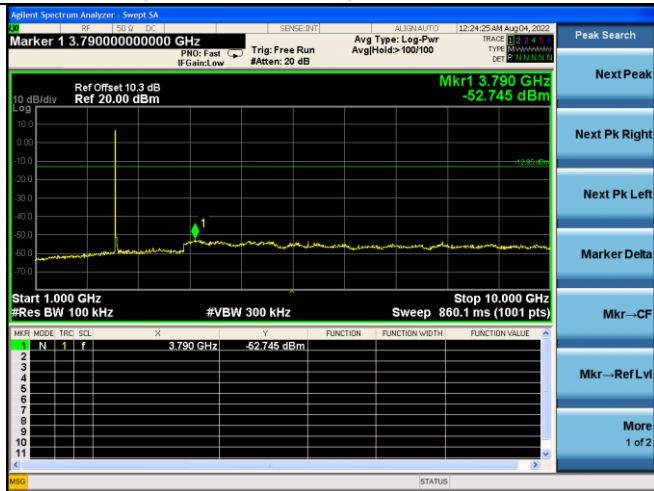 Agilent Spectrum Analyzer - Swept SA
RF 50 Ω DC SENSE:INT ALIGNAUTO 12:24:25 AM Aug 04, 2022
Marker 1 3.790000000000 GHz
PNO: Fast
IFGain:Low
Trig: Free Run
#Atten: 20 dB
Avg Type: Log-Pwr
Avg|Hold:>100/100
TRACE 1 2 3 4 5 6
TYPE M
DET P N N N N N
Ref Offset 10.3 dB
Ref 20.00 dBm
10 dB/div
Log
Mkr1 3.790 GHz
-52.745 dBm
10.0
0.00
-10.0
-12.95 dBm
-20.0
-30.0
-40.0
-50.0
1
-60.0
-70.0
Start 1.000 GHz Stop 10.000 GHz
#Res BW 100 kHz #VBW 300 kHz Sweep 860.1 ms (1001 pts)
MKR MODE TRC SCL X Y FUNCTION FUNCTION WIDTH FUNCTION VALUE
1 N 1 f 3.790 GHz -52.745 dBm
2
3
4
5
6
7
8
9
10
11
MSG STATUS
Peak Search
Next Peak
Next Pk Right
Next Pk Left
Marker Delta
Mkr→CF
Mkr→Ref Lvl
More
1 of 2